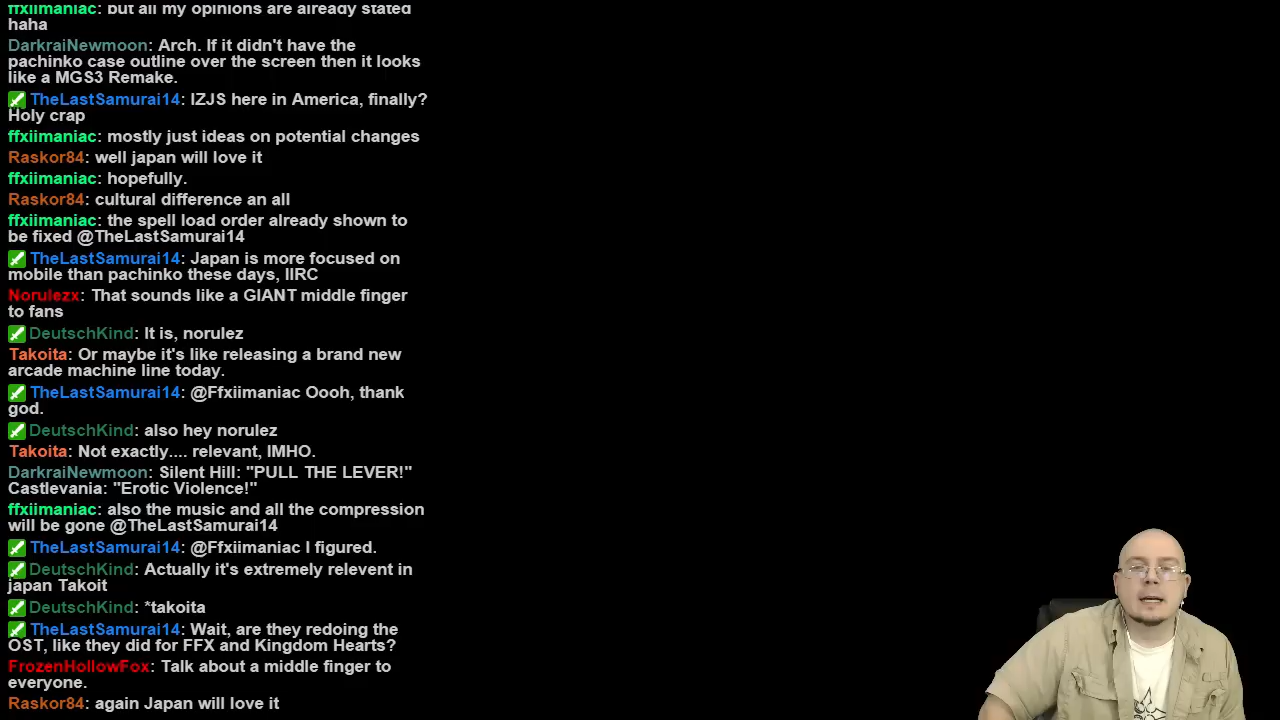 ffxiimaniac: but all my opinions are already stated
haha
DarkraiNewmoon: Arch. If it didn't have the
pachinko case outline over the screen then it looks
like a MGS3 Remake.
TheLastSamurai14: IZJS here in America, finally?
Holy crap
ffxiimaniac: mostly just ideas on potential changes
Raskor84: well japan will love it
ffxiimaniac: hopefully.
Raskor84: cultural difference an all
ffxiimaniac: the spell load order already shown to
be fixed @TheLastSamurai14
TheLastSamurai14: Japan is more focused on
mobile than pachinko these days, IIRC
Norulezx: That sounds like a GIANT middle finger
to fans
DeutschKind: It is, norulez
Takoita: Or maybe it's like releasing a brand new
arcade machine line today.
TheLastSamurai14: @Ffxiimaniac Oooh, thank
god.
DeutschKind: also hey norulez
Takoita: Not exactly.... relevant, IMHO.
DarkraiNewmoon: Silent Hill: "PULL THE LEVER!"
Castlevania: "Erotic Violence!"
ffxiimaniac: also the music and all the compression
will be gone @TheLastSamurai14
TheLastSamurai14: @Ffxiimaniac I figured.
DeutschKind: Actually it's extremely relevent in
japan Takoit
DeutschKind: *takoita
TheLastSamurai14: Wait, are they redoing the
OST, like they did for FFX and Kingdom Hearts?
FrozenHollowFox: Talk about a middle finger to
everyone.
Raskor84: again Japan will love it